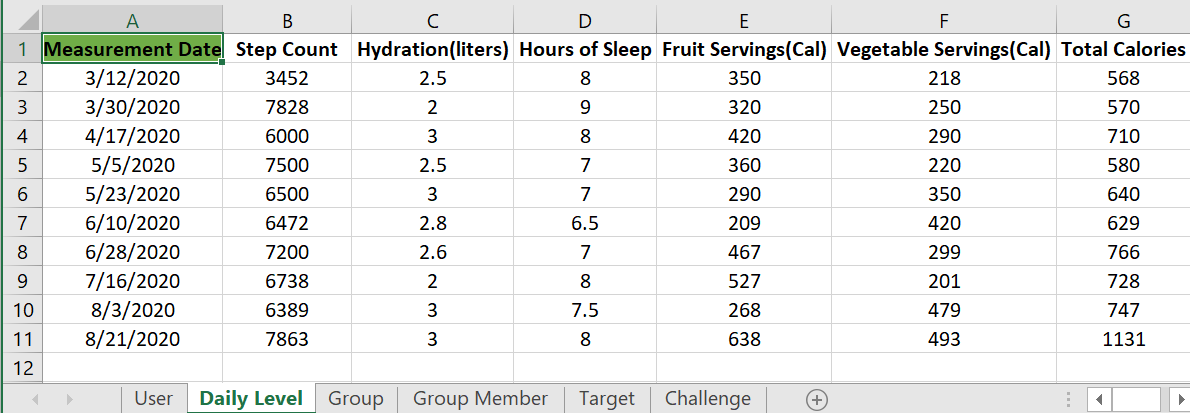 A B C D E F G
1 Measurement Date Step Count Hydration(liters) Hours of Sleep Fruit Servings(Cal) Vegetable Servings(Cal) Total Calories
2 3/12/2020 3452 2.5 8 350 218 568
3 3/30/2020 7828 2 9 320 250 570
4 4/17/2020 6000 3 8 420 290 710
5 5/5/2020 7500 2.5 7 360 220 580
6 5/23/2020 6500 3 7 290 350 640
7 6/10/2020 6472 2.8 6.5 209 420 629
8 6/28/2020 7200 2.6 7 467 299 766
9 7/16/2020 6738 2 8 527 201 728
10 8/3/2020 6389 3 7.5 268 479 747
11 8/21/2020 7863 3 8 638 493 1131
12
User Daily Level Group Group Member Target Challenge